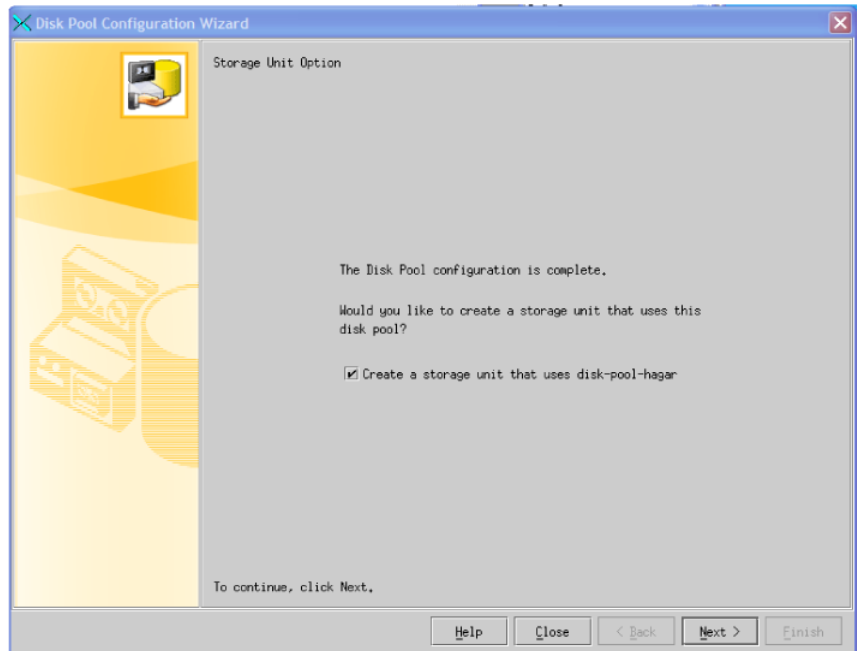 Disk Pool Configuration Wizard
Storage Unit Option
The Disk Pool configuration is complete.
Would you like to create a storage unit that uses this
disk pool?
Create a storage unit that uses disk-pool-hagar
To continue, click Next.
Help Close < Back Next > Finish